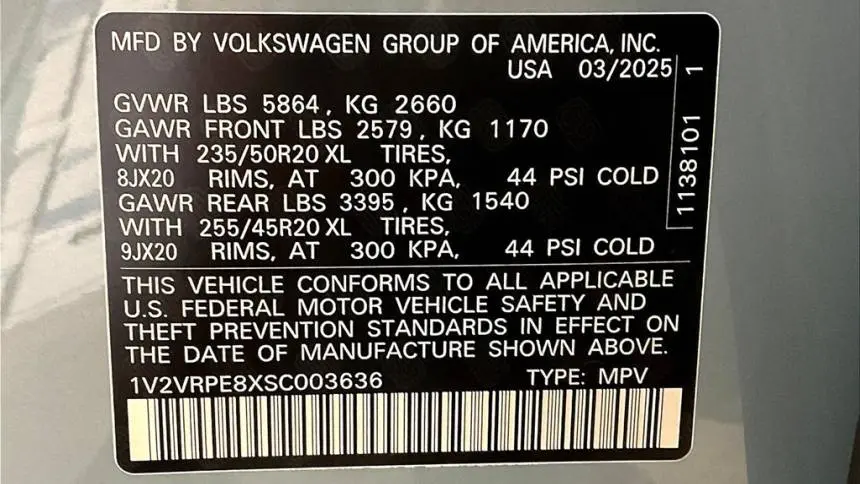 MFD BY VOLKSWAGEN GROUP OF AMERICA, INC.
USA 03/2025
GVWR LBS 5864, KG 2660
GAWR FRONT LBS 2579, KG 1170
WITH 235/50R20 XL TIRES,
8JX20 RIMS, AT 300 KPA, 44 PSI COLD
GAWR REAR LBS 3395, KG 1540
WITH 255/45R20 XL TIRES,
9JX20 RIMS, AT 300 KPA, 44 PSI COLD
1138101 1
THIS VEHICLE CONFORMS TO ALL APPLICABLE
U.S. FEDERAL MOTOR VEHICLE SAFETY AND
THEFT PREVENTION STANDARDS IN EFFECT ON
THE DATE OF MANUFACTURE SHOWN ABOVE.
1V2VRPE8XSC003636 TYPE: MPV